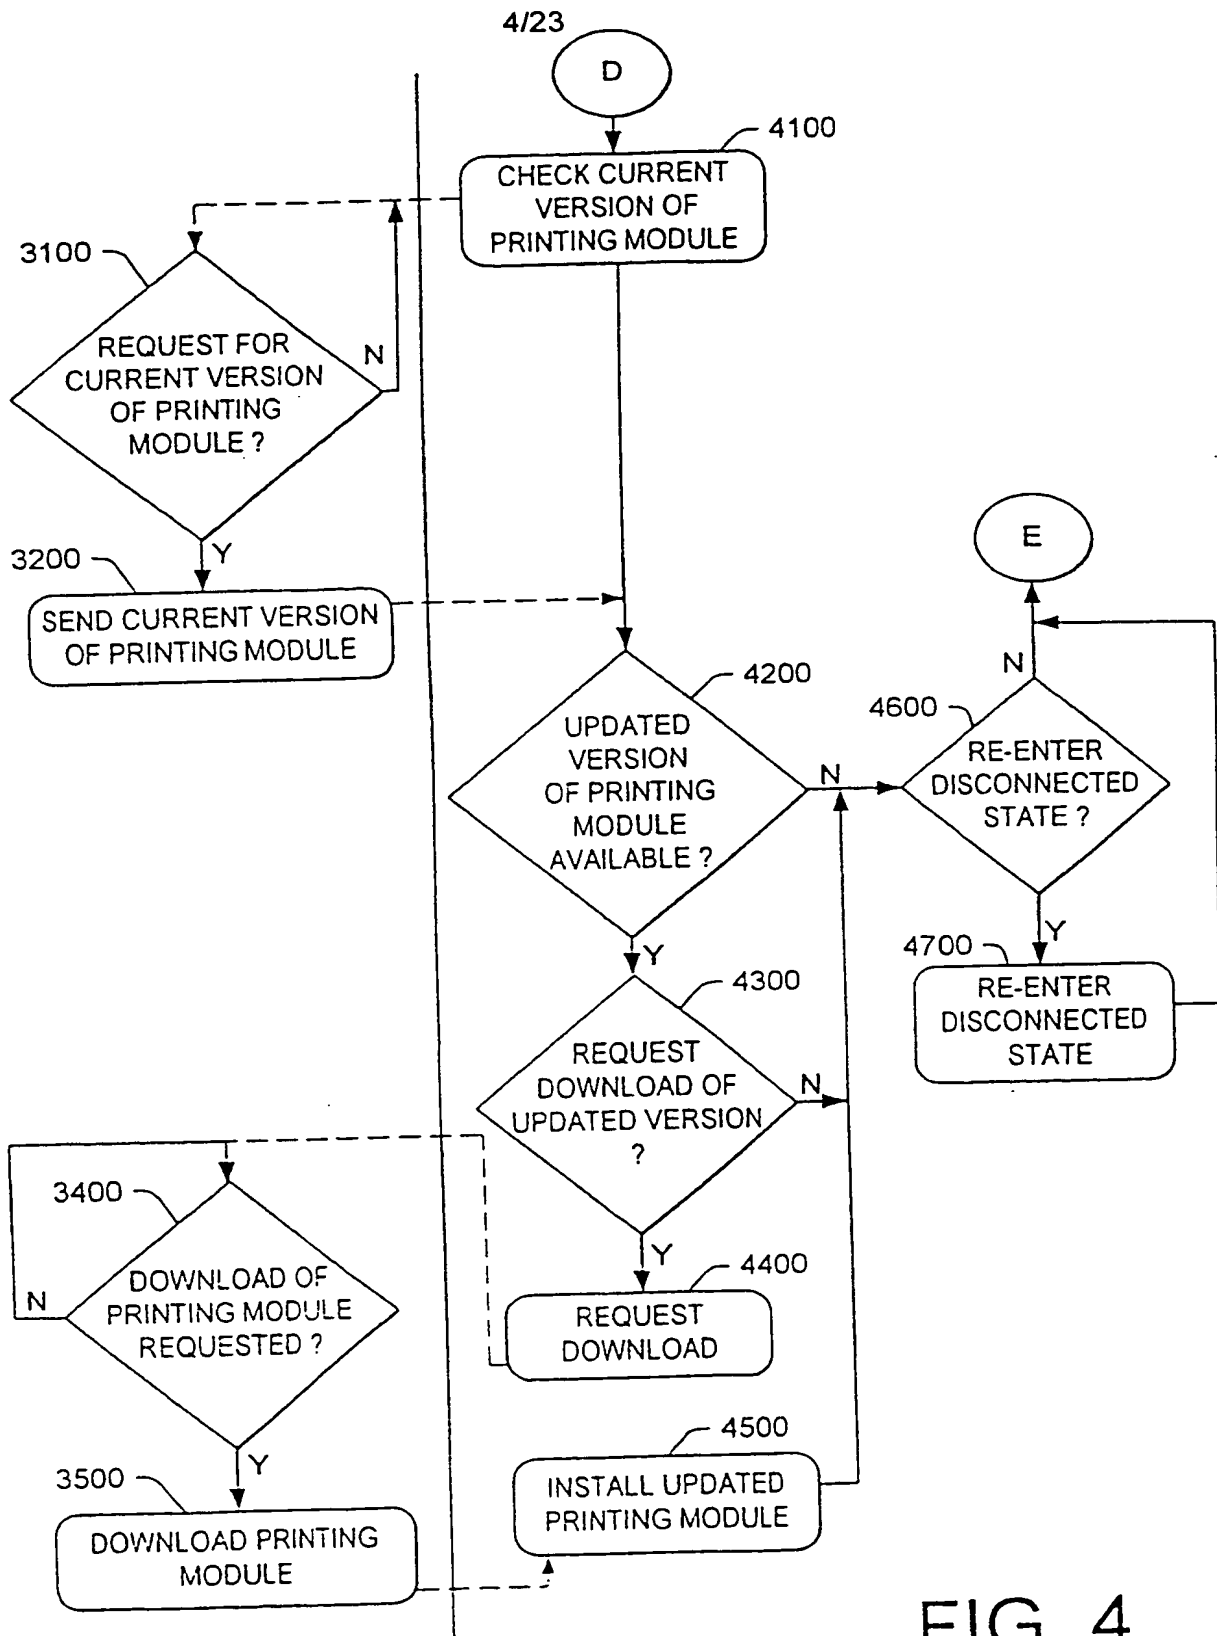 4/23
D
4100
CHECK CURRENT
VERSION OF
PRINTING MODULE
3100
REQUEST FOR
CURRENT VERSION
OF PRINTING
MODULE ?
N
Y
3200
SEND CURRENT VERSION
OF PRINTING MODULE
E
N
4200
UPDATED
VERSION
OF PRINTING
MODULE
AVAILABLE ?
N
Y
4600
RE-ENTER
DISCONNECTED
STATE ?
Y
4700
RE-ENTER
DISCONNECTED
STATE
4300
REQUEST
DOWNLOAD OF
UPDATED VERSION
?
N
Y
3400
DOWNLOAD OF
PRINTING MODULE
REQUESTED ?
N
Y
4400
REQUEST
DOWNLOAD
4500
INSTALL UPDATED
PRINTING MODULE
3500
DOWNLOAD PRINTING
MODULE
FIG. 4